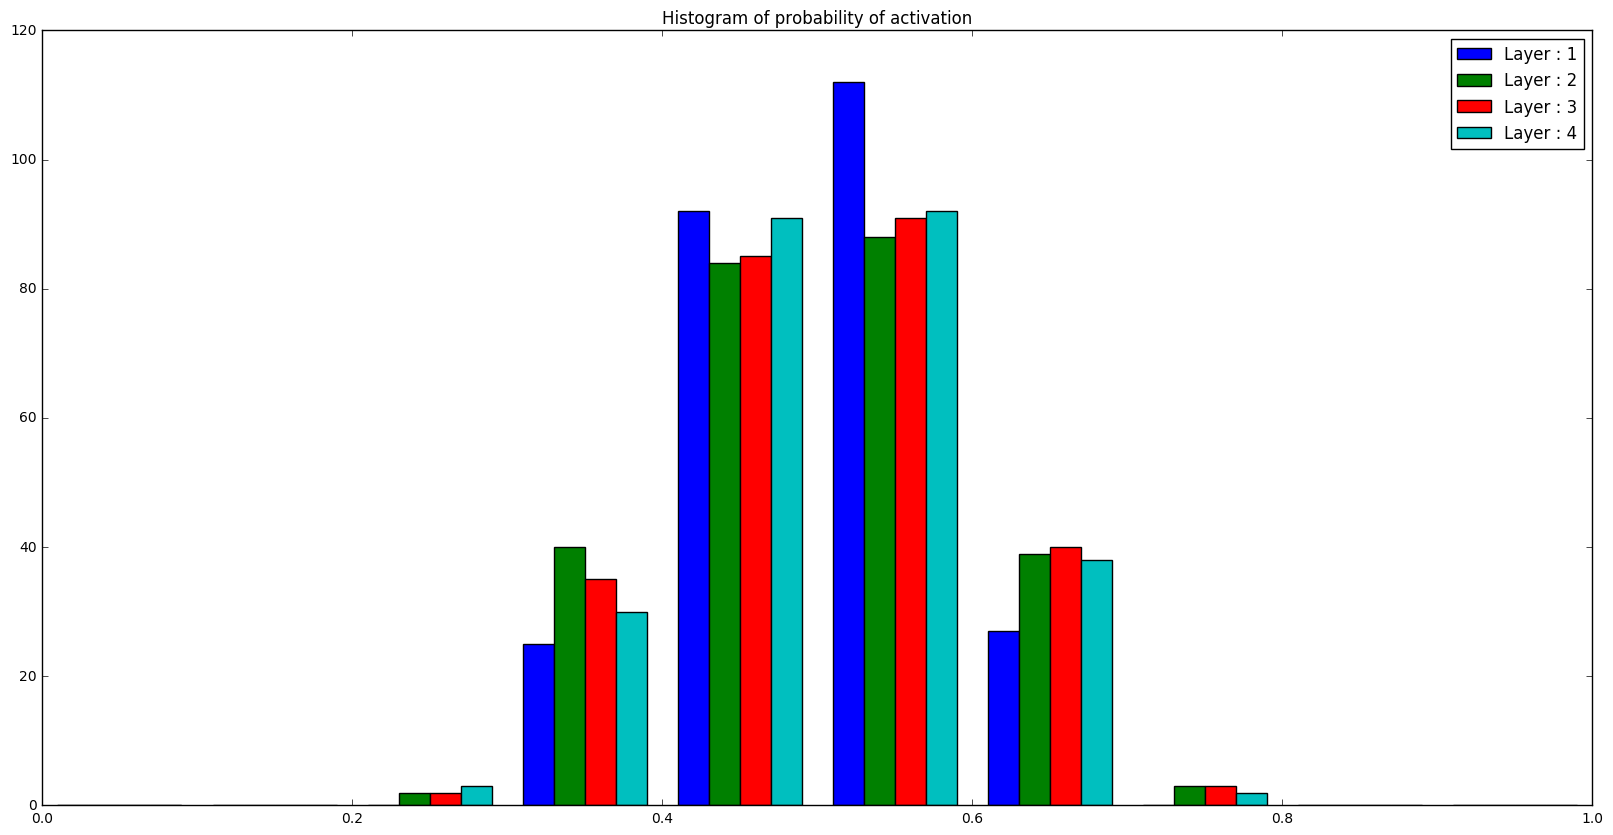 Histogram of probability of activation
120
100
80
60
40
20
0
0.0
0.2
0.4
0.6
0.8
1.0
Layer : 1
Layer : 2
Layer : 3
Layer : 4